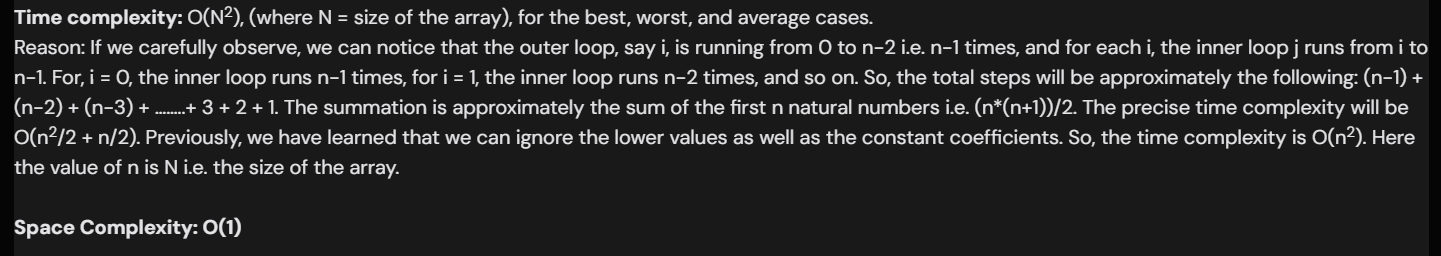 Time complexity: O(N²), (where N = size of the array), for the best, worst, and average cases.
Reason: If we carefully observe, we can notice that the outer loop, say i, is running from 0 to n-2 i.e. n-1 times, and for each i, the inner loop j runs from i to
n-1. For, i = 0, the inner loop runs n-1 times, for i = 1, the inner loop runs n-2 times, and so on. So, the total steps will be approximately the following: (n-1) +
(n-2) + (n-3) + ........+ 3 + 2 + 1. The summation is approximately the sum of the first n natural numbers i.e. (n*(n+1))/2. The precise time complexity will be
O(n²/2 + n/2). Previously, we have learned that we can ignore the lower values as well as the constant coefficients. So, the time complexity is O(n²). Here
the value of n is N i.e. the size of the array.
Space Complexity: O(1)